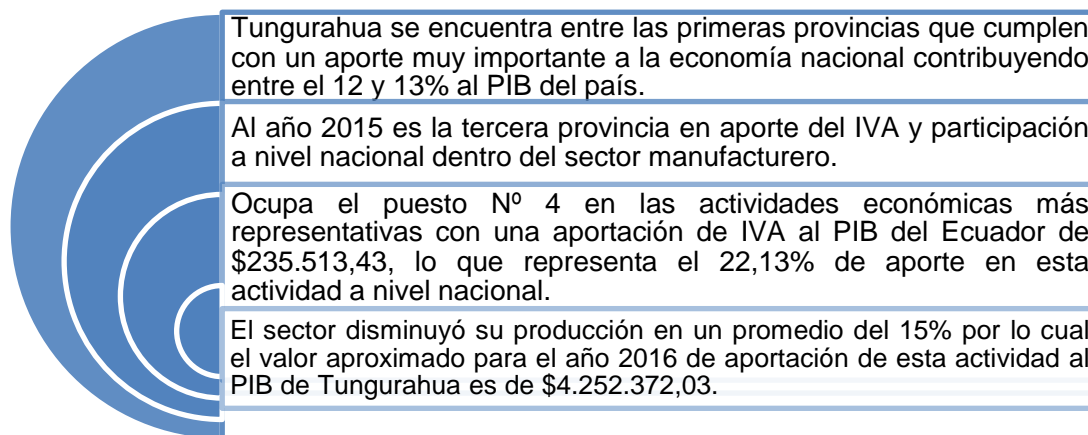 Tungurahua se encuentra entre las primeras provincias que cumplen
con un aporte muy importante a la economía nacional contribuyendo
entre el 12 y 13% al PIB del país.
Al año 2015 es la tercera provincia en aporte del IVA y participación
a nivel nacional dentro del sector manufacturero.
Ocupa el puesto Nº 4 en las actividades económicas más
representativas con una aportación de IVA al PIB del Ecuador de
$235.513,43, lo que representa el 22,13% de aporte en esta
actividad a nivel nacional.
El sector disminuyó su producción en un promedio del 15% por lo cual
el valor aproximado para el año 2016 de aportación de esta actividad al
PIB de Tungurahua es de $4.252.372,03.